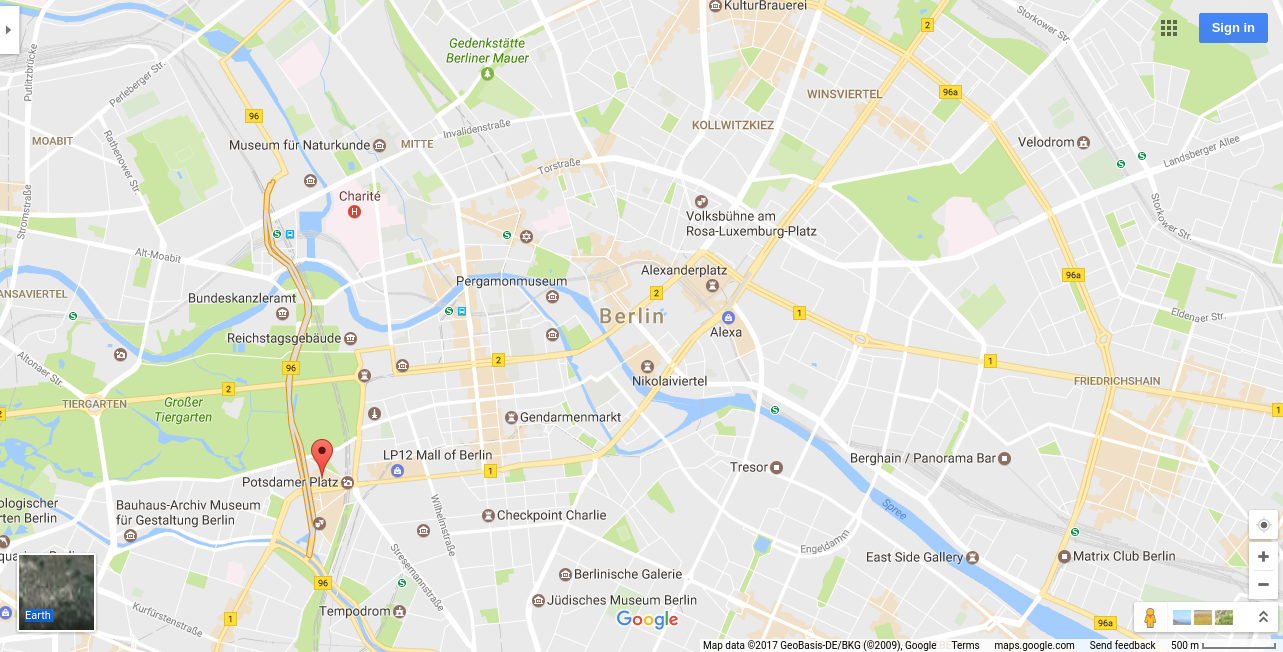 KulturBrauerei
Sign in
Storkower Str.
2
Gedenkstätte
Berliner Mauer
Putlitzbrücke
Perleberger Str.
WINSVIERTEL
96a
96
Invalidenstraße
KOLLWITZKIEZ
MOABIT
Rathenower Str.
Museum für Naturkunde
MITTE
Velodrom
S
S
Landsberger Allee
Torstraße
Charité
H
Stromstraße
Storkower Str.
Volksbühne am
Rosa-Luxemburg-Platz
S
S
Alt-Moabit
Alexanderplatz
96a
Pergamonmuseum
2
ANSAVIERTEL
Bundeskanzleramt
S
S
Berlin
1
Eldenaer Str.
Reichstagsgebäude
Alexa
Altonaer Str.
2
1
96
Nikolaiviertel
FRIEDRICHSHAIN
2
TIERGARTEN
Großer
Tiergarten
2
Gendarmenmarkt
S
1
LP12 Mall of Berlin
1
Tresor
Berghain / Panorama Bar
Potsdamer Platz
ologischer
rten Berlin
Bauhaus-Archiv Museum
für Gestaltung Berlin
Wilhelmstraße
Checkpoint Charlie
Spree
Engeldamm
S
Stresemannstraße
East Side Gallery
Matrix Club Berlin
96
S
Berlinische Galerie
Jüdisches Museum Berlin
Earth
Kurfürstenstraße
Tempodrom
1
Google
96a
Map data ©2017 GeoBasis-DE/BKG (©2009), Google
Terms
maps.google.com
Send feedback
500 m